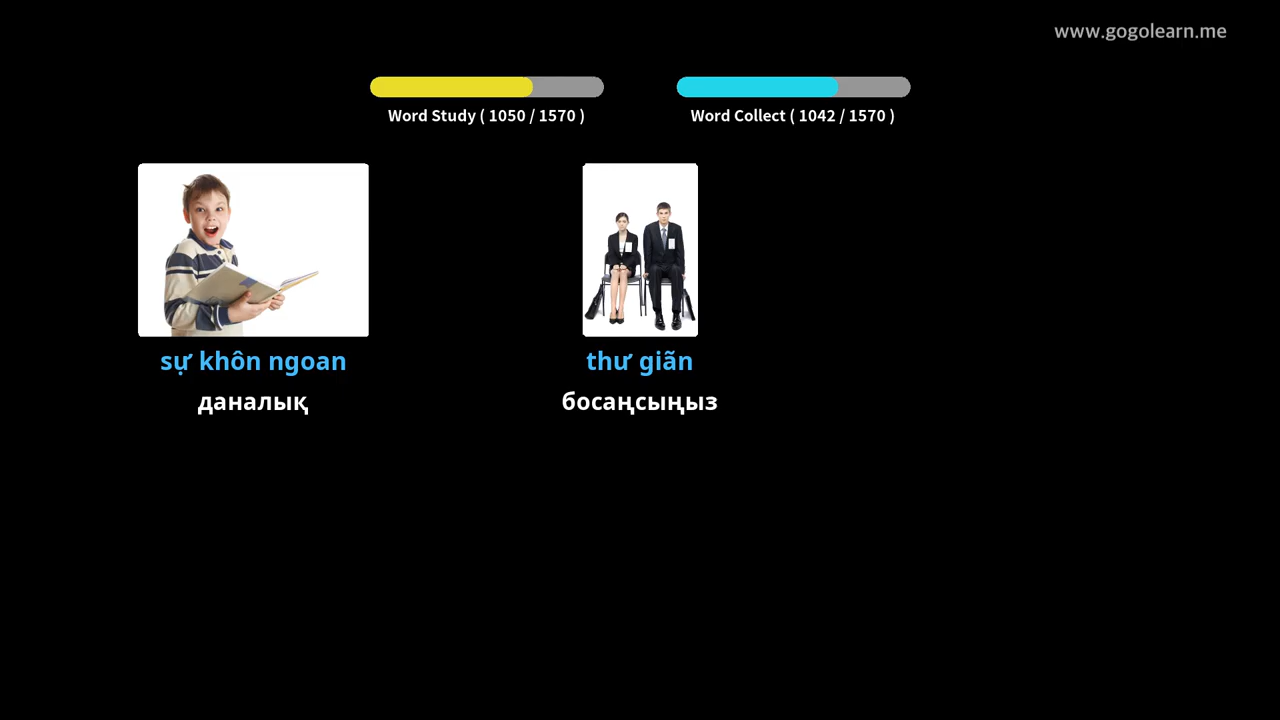 www.gogolearn.me
Word Study ( 1050 / 1570 )
Word Collect ( 1042 / 1570 )
sự khôn ngoan
даналық
thư giãn
босаңсыңыз